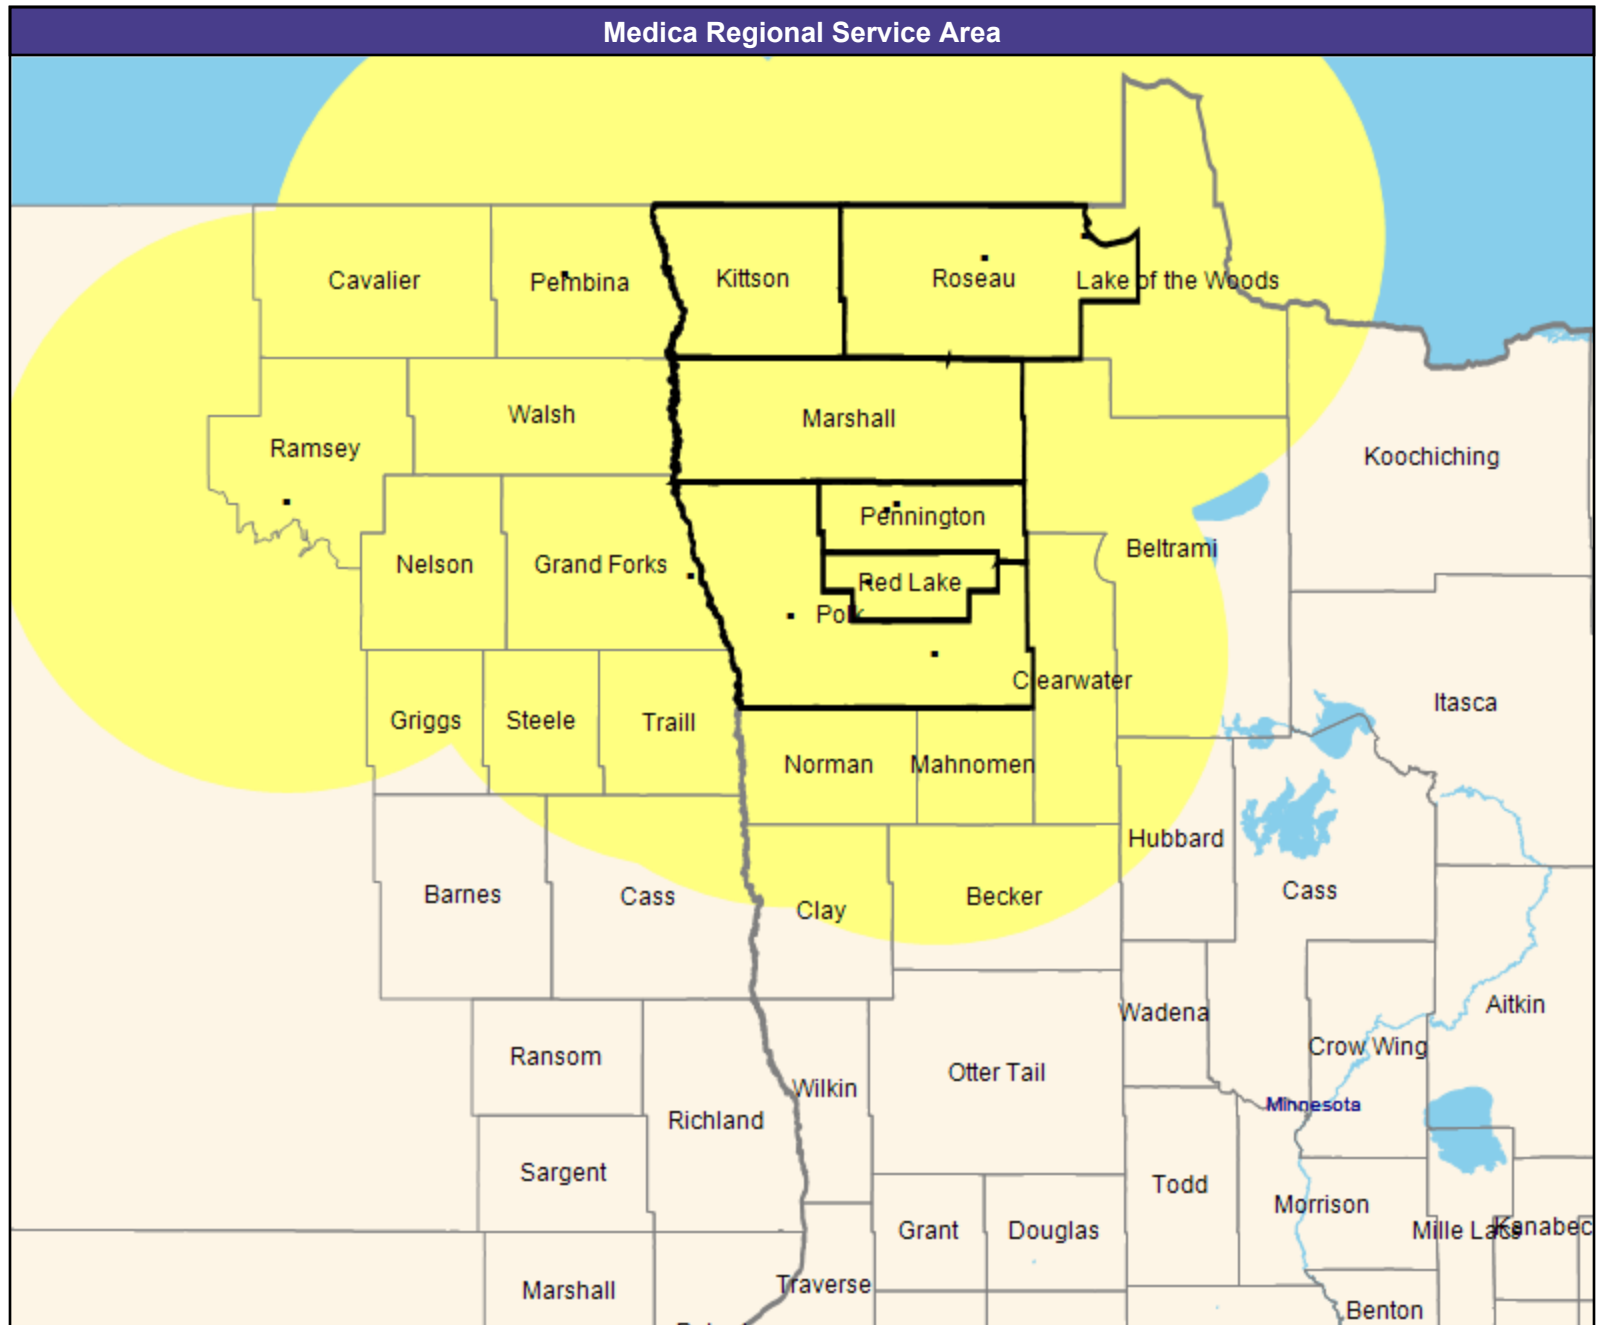 Medica Regional Service Area
Cavalier
Pembina
Kittson
Roseau
Lake of the Woods
Walsh
Marshall
Ramsey
Koochiching
Pennington
Beltrami
Nelson
Grand Forks
Red Lake
Polk
Clearwater
Itasca
Griggs
Steele
Traill
Norman
Mahnomen
Hubbard
Barnes
Cass
Clay
Becker
Cass
Wadena
Aitkin
Ransom
Crow Wing
Otter Tail
Wilkin
Minnesota
Richland
Sargent
Todd
Morrison
Grant
Douglas
Mille Lacs
Kanabec
Marshall
Traverse
Benton